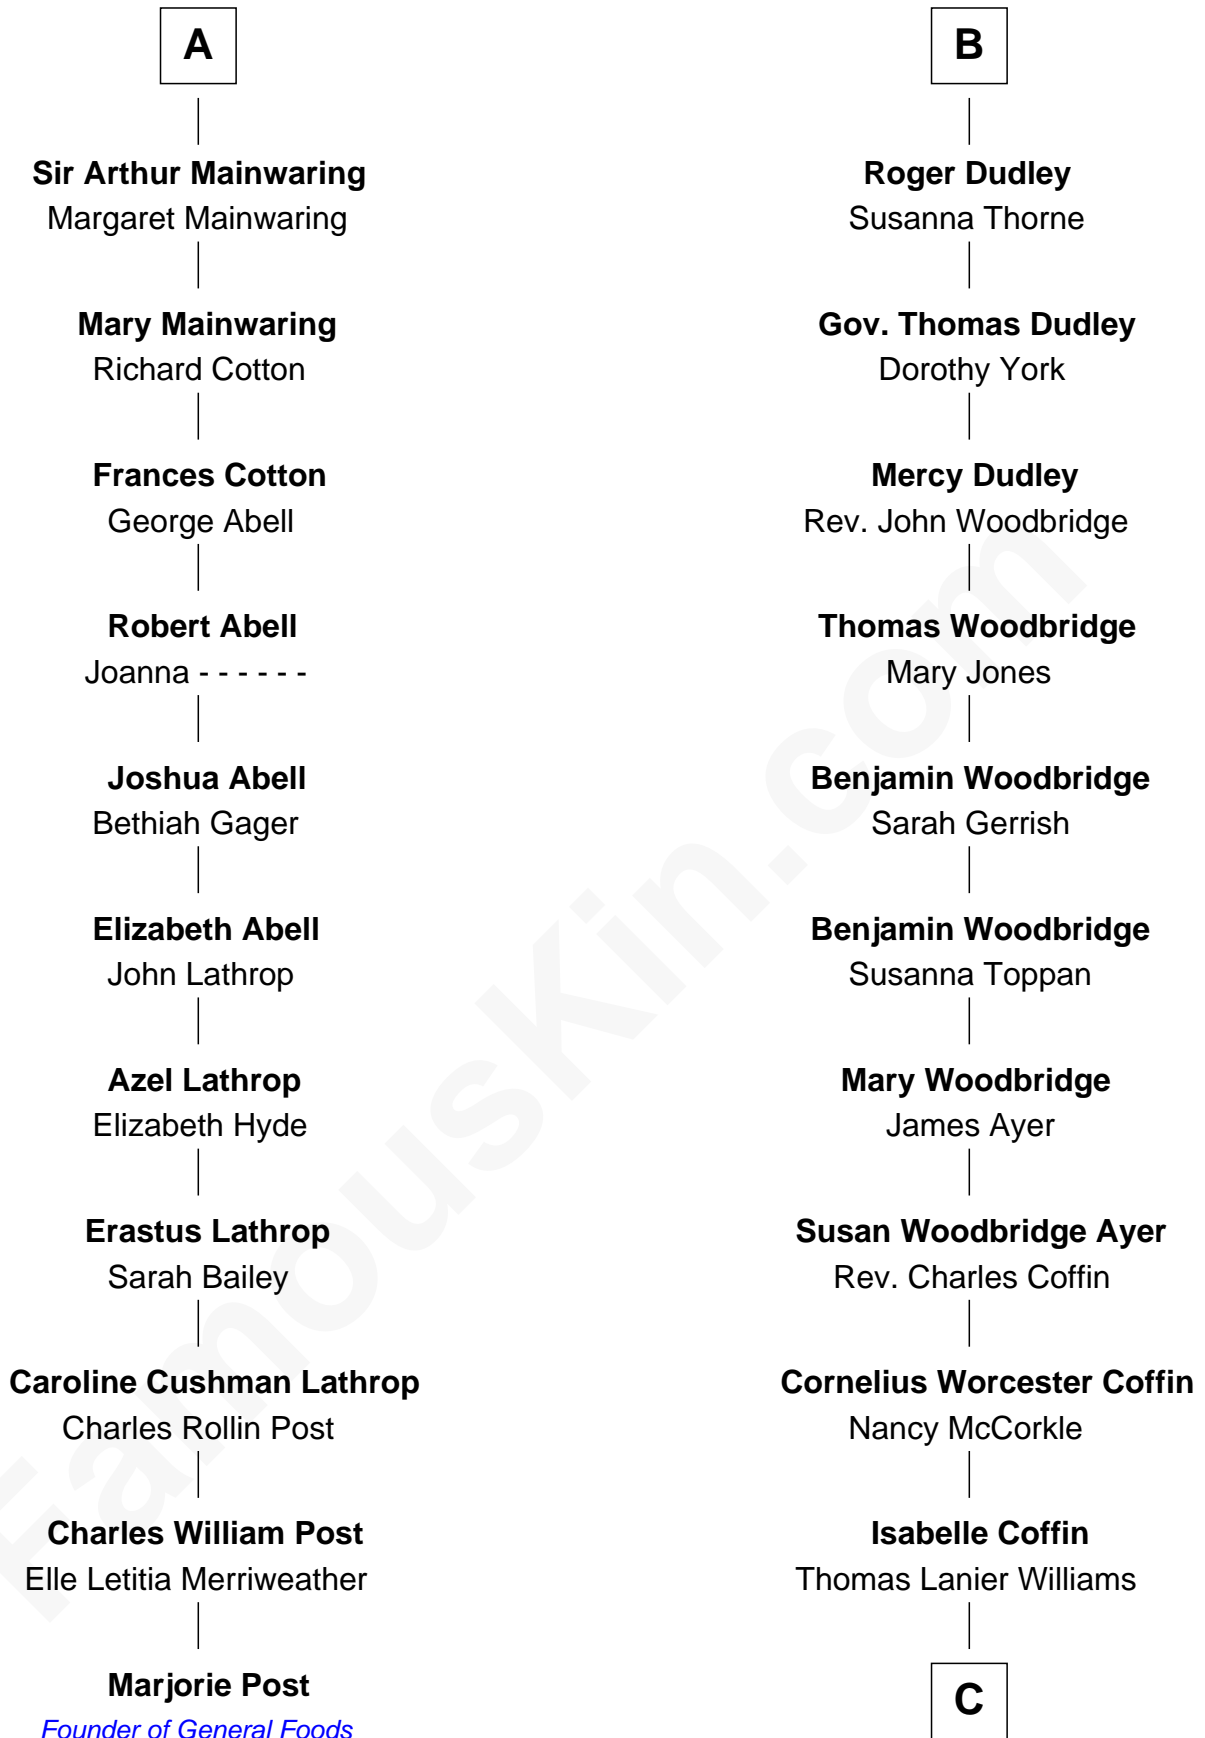 A
Sir Arthur Mainwaring
Margaret Mainwaring
Mary Mainwaring
Richard Cotton
Frances Cotton
George Abell
Robert Abell
Joanna - - - - - -
Joshua Abell
Bethiah Gager
Elizabeth Abell
John Lathrop
Azel Lathrop
Elizabeth Hyde
Erastus Lathrop
Sarah Bailey
Caroline Cushman Lathrop
Charles Rollin Post
Charles William Post
Elle Letitia Merriweather
Marjorie Post
Founder of General Foods
B
Roger Dudley
Susanna Thorne
Gov. Thomas Dudley
Dorothy York
Mercy Dudley
Rev. John Woodbridge
Thomas Woodbridge
Mary Jones
Benjamin Woodbridge
Sarah Gerrish
Benjamin Woodbridge
Susanna Toppan
Mary Woodbridge
James Ayer
Susan Woodbridge Ayer
Rev. Charles Coffin
Cornelius Worcester Coffin
Nancy McCorkle
Isabelle Coffin
Thomas Lanier Williams
C
FamousKin.com